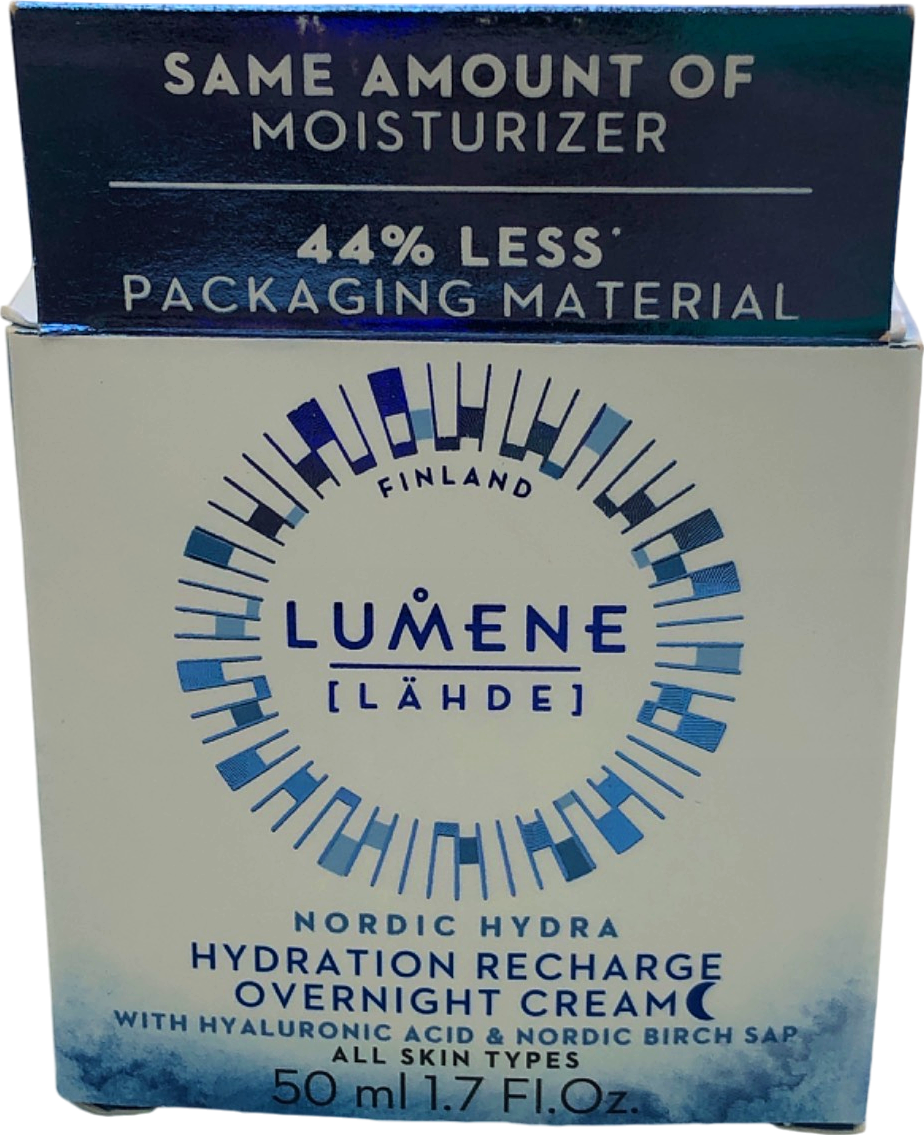 SAME AMOUNT OF
MOISTURIZER
44% LESS*
PACKAGING MATERIAL
FINLAND
LUMENE
[LÄHDE]
NORDIC HYDRA
HYDRATION RECHARGE
OVERNIGHT CREAM
WITH HYALURONIC ACID & NORDIC BIRCH SAP
ALL SKIN TYPES
50 ml 1.7 Fl.Oz.